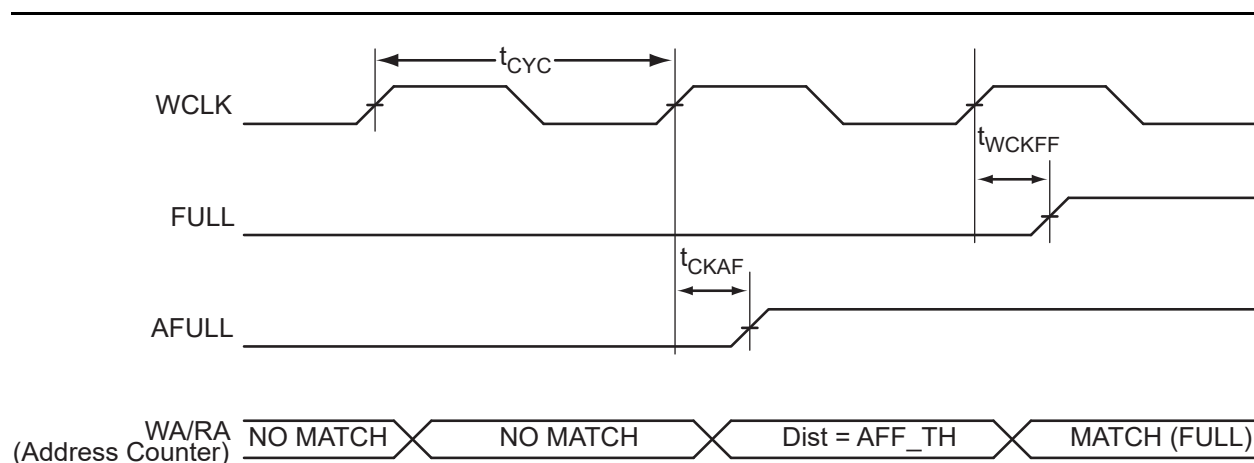 tCYC
WCLK
tWCKFF
FULL
tCKAF
AFULL
WA/RA
(Address Counter)
NO MATCH
NO MATCH
Dist = AFF_TH
MATCH (FULL)